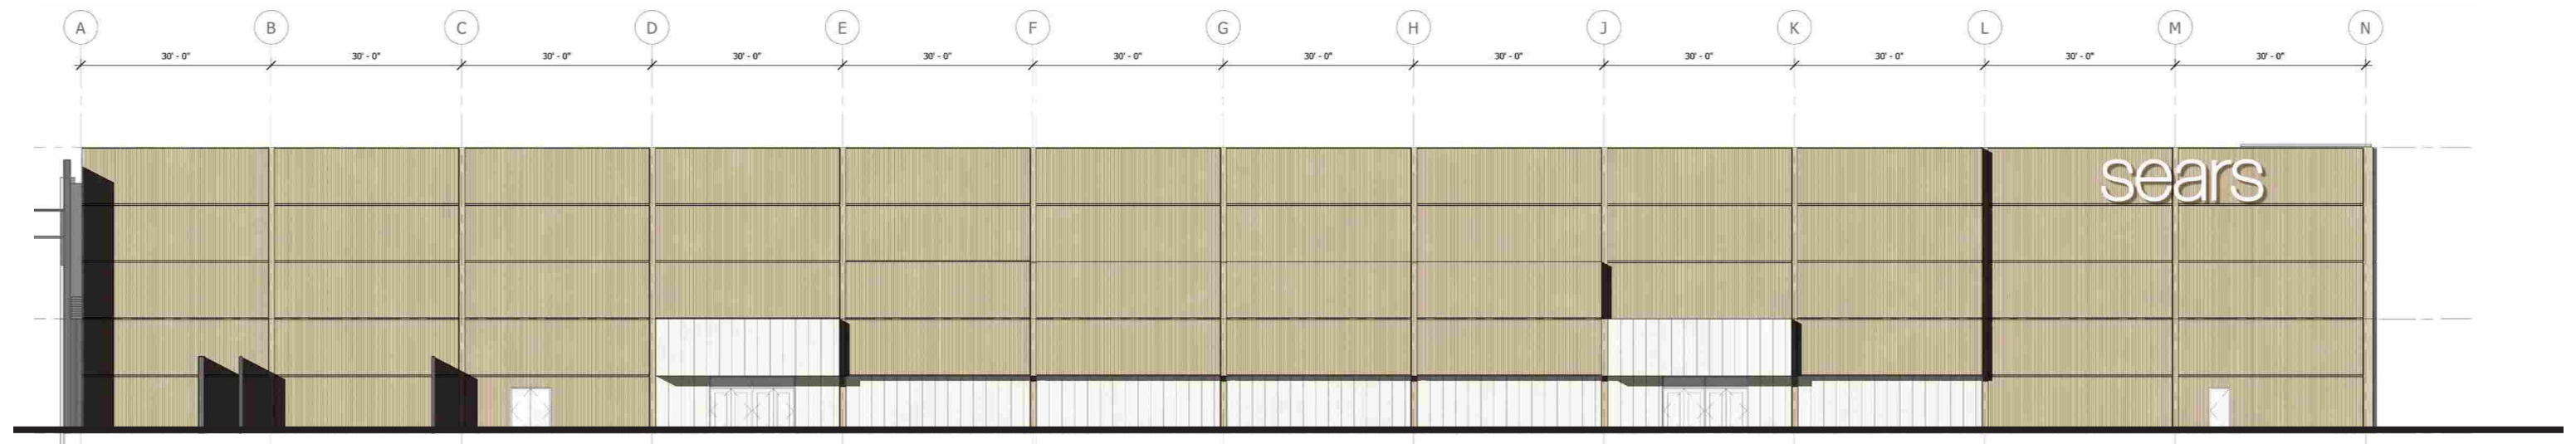 A B C D E F G H J K L M N
30' - 0" 30' - 0" 30' - 0" 30' - 0" 30' - 0" 30' - 0" 30' - 0" 30' - 0" 30' - 0" 30' - 0" 30' - 0" 30' - 0"
sears